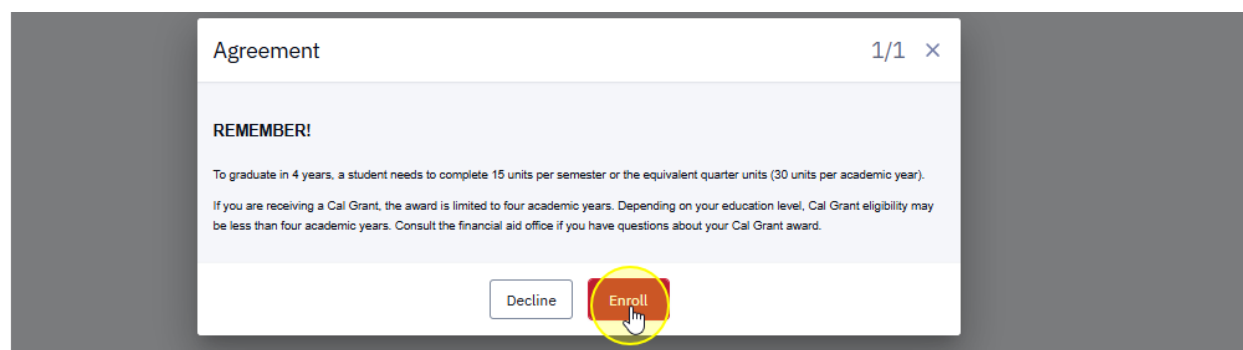 Agreement 1/1 ×
REMEMBER!
To graduate in 4 years, a student needs to complete 15 units per semester or the equivalent quarter units (30 units per academic year).
If you are receiving a Cal Grant, the award is limited to four academic years. Depending on your education level, Cal Grant eligibility may
be less than four academic years. Consult the financial aid office if you have questions about your Cal Grant award.
Decline Enroll